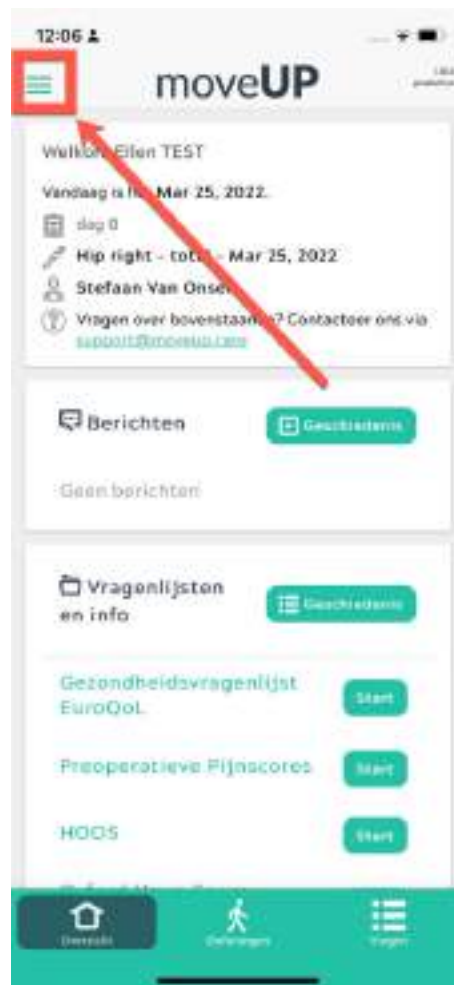 12:06
moveUP
Welkom Ellen TEST
Vandaag is het Mar 25, 2022.
dag 0
Hip right - total - Mar 25, 2022
Stefaan Van Onsem
Vragen over bovenstaande? Contacteer ons via
support@moveup.care
Berichten
Geschiedenis
Geen berichten
Vragenlijsten
en info
Geschiedenis
Gezondheidsvragenlijst
EuroQoL
Start
Preoperatieve Pijnscores
Start
HOOS
Start
Overzicht
Oefeningen
Vragen